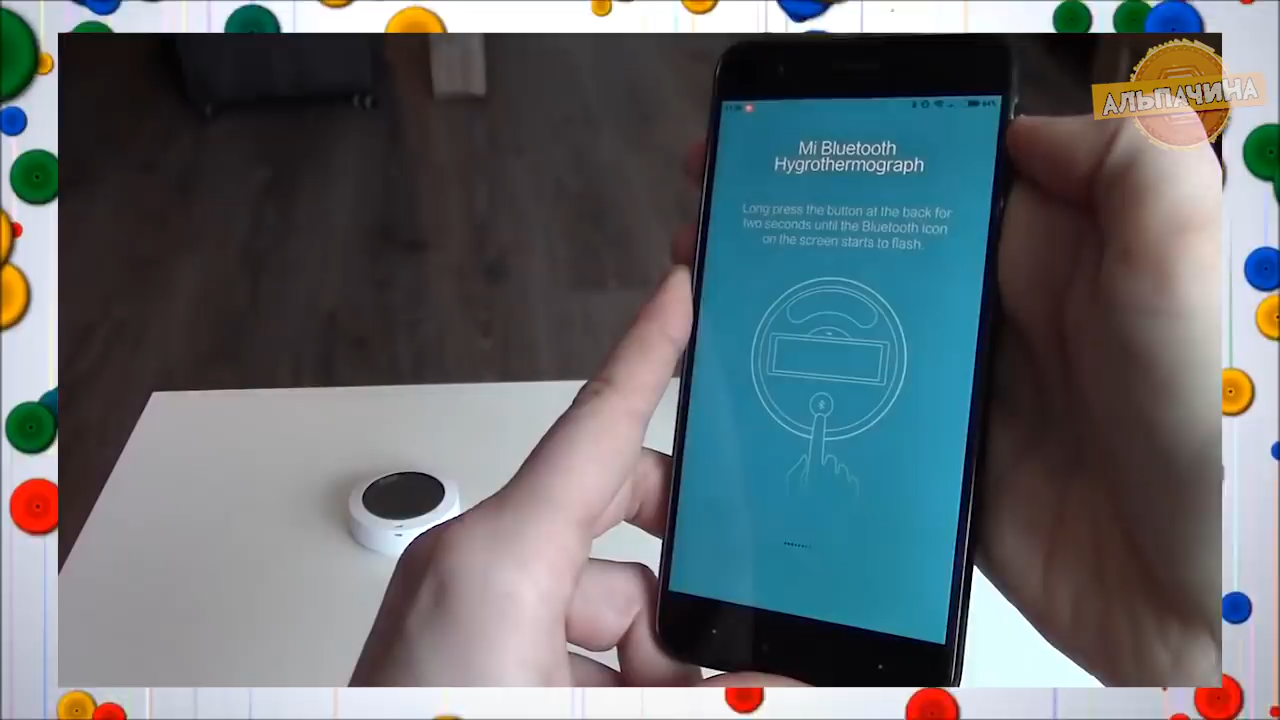 АЛЬПАЧИНА
84%
Mi Bluetooth
Hygrothermograph
Long press the button at the back for
two seconds until the Bluetooth icon
on the screen starts to flash.